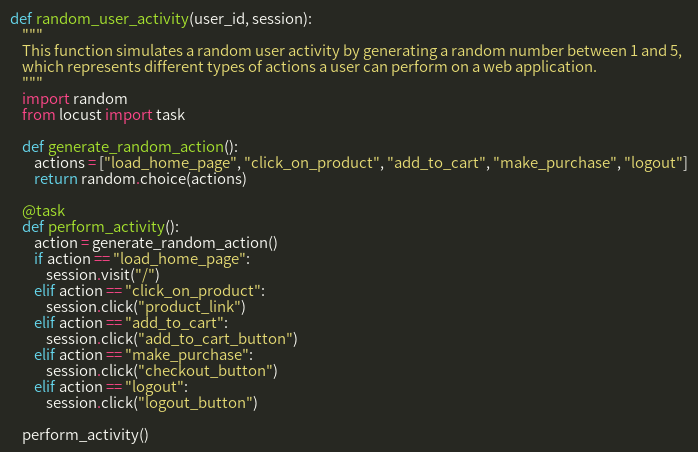 def random_user_activity(user_id, session):
    """
    This function simulates a random user activity by generating a random number between 1 and 5,
    which represents different types of actions a user can perform on a web application.
    """
    import random
    from locust import task

    def generate_random_action():
        actions = ["load_home_page", "click_on_product", "add_to_cart", "make_purchase", "logout"]
        return random.choice(actions)

    @task
    def perform_activity():
        action = generate_random_action()
        if action == "load_home_page":
            session.visit("/")
        elif action == "click_on_product":
            session.click("product_link")
        elif action == "add_to_cart":
            session.click("add_to_cart_button")
        elif action == "make_purchase":
            session.click("checkout_button")
        elif action == "logout":
            session.click("logout_button")

    perform_activity()